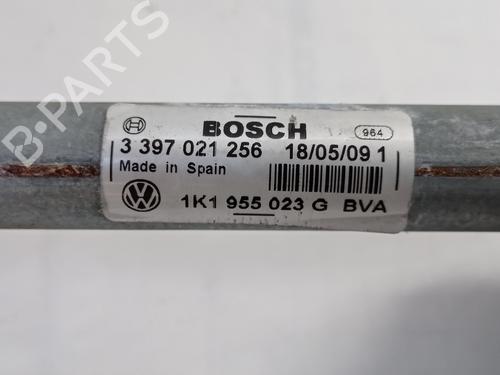 BOSCH 964
3 397 021 256 18/05/09 1
Made in Spain
1K1 955 023 G BVA
B-PARTS